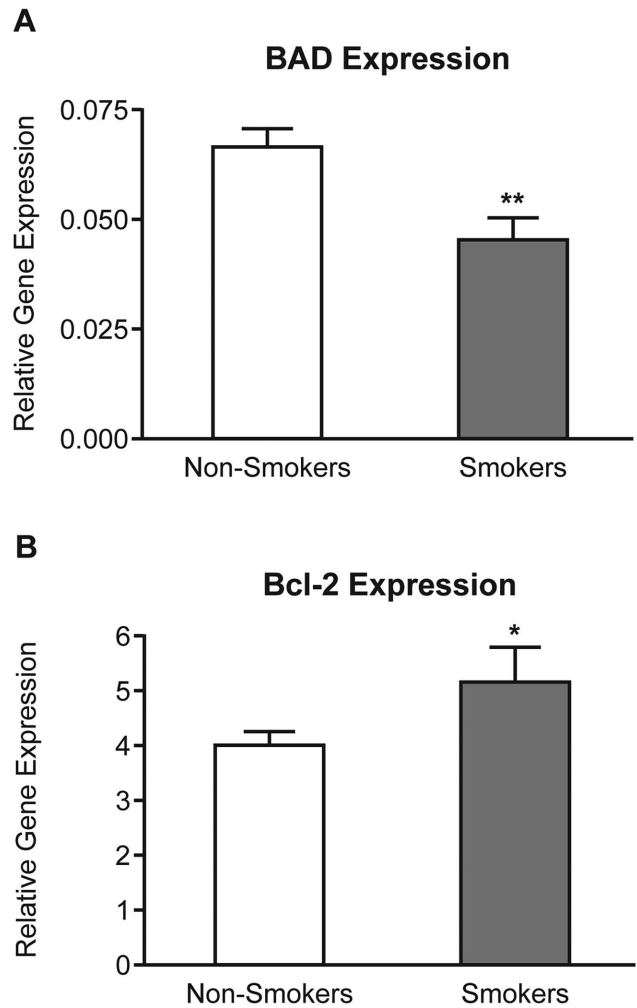 A
BAD Expression
Relative Gene Expression
0.075
0.050
0.025
0.000
**
Non-Smokers Smokers
B
Bcl-2 Expression
Relative Gene Expression
6
5
4
3
2
1
0
*
Non-Smokers Smokers